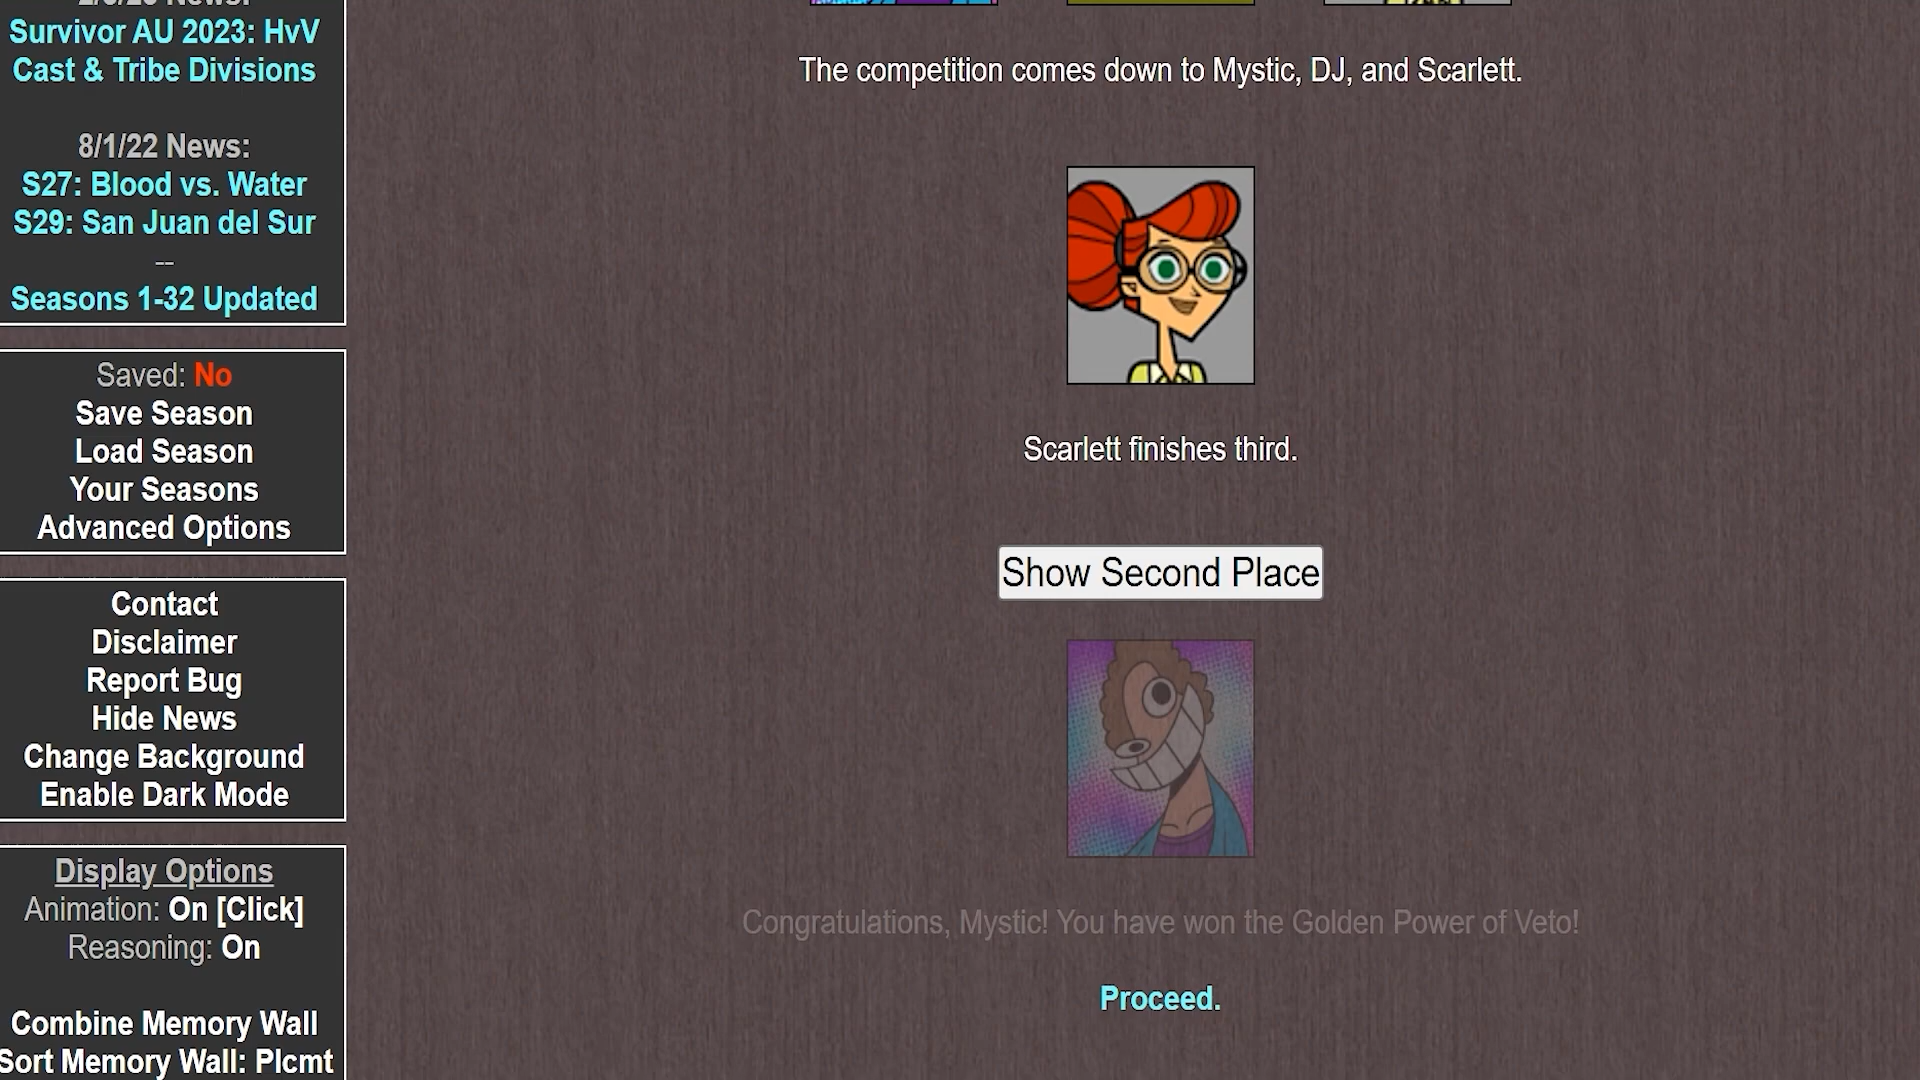 2/3/23 News:
Survivor AU 2023: HvV
Cast & Tribe Divisions
8/1/22 News:
S27: Blood vs. Water
S29: San Juan del Sur
--
Seasons 1-32 Updated
Saved: No
Save Season
Load Season
Your Seasons
Advanced Options
Contact
Disclaimer
Report Bug
Hide News
Change Background
Enable Dark Mode
Display Options
Animation: On [Click]
Reasoning: On
Combine Memory Wall
Sort Memory Wall: Plcmt
The competition comes down to Mystic, DJ, and Scarlett.
Scarlett finishes third.
Show Second Place
Congratulations, Mystic! You have won the Golden Power of Veto!
Proceed.